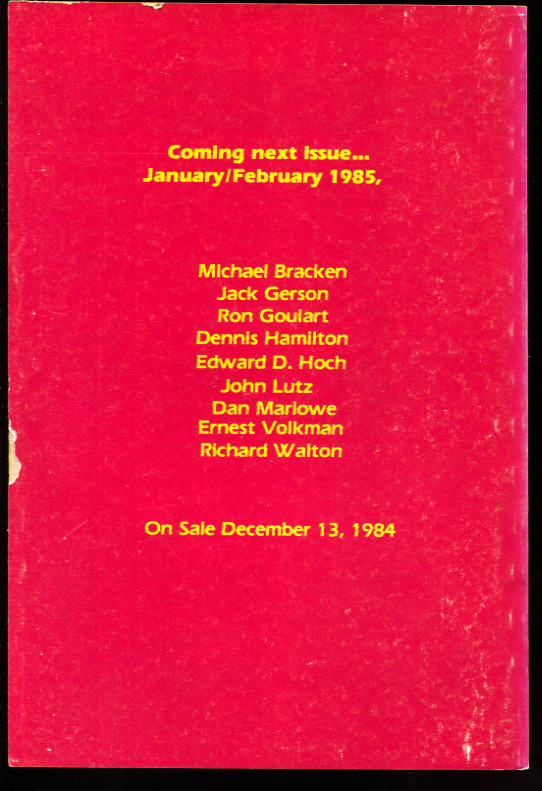 Coming next issue...
January/February 1985,
Michael Bracken
Jack Gerson
Ron Goulart
Dennis Hamilton
Edward D. Hoch
John Lutz
Dan Marlowe
Ernest Volkman
Richard Walton
On Sale December 13, 1984